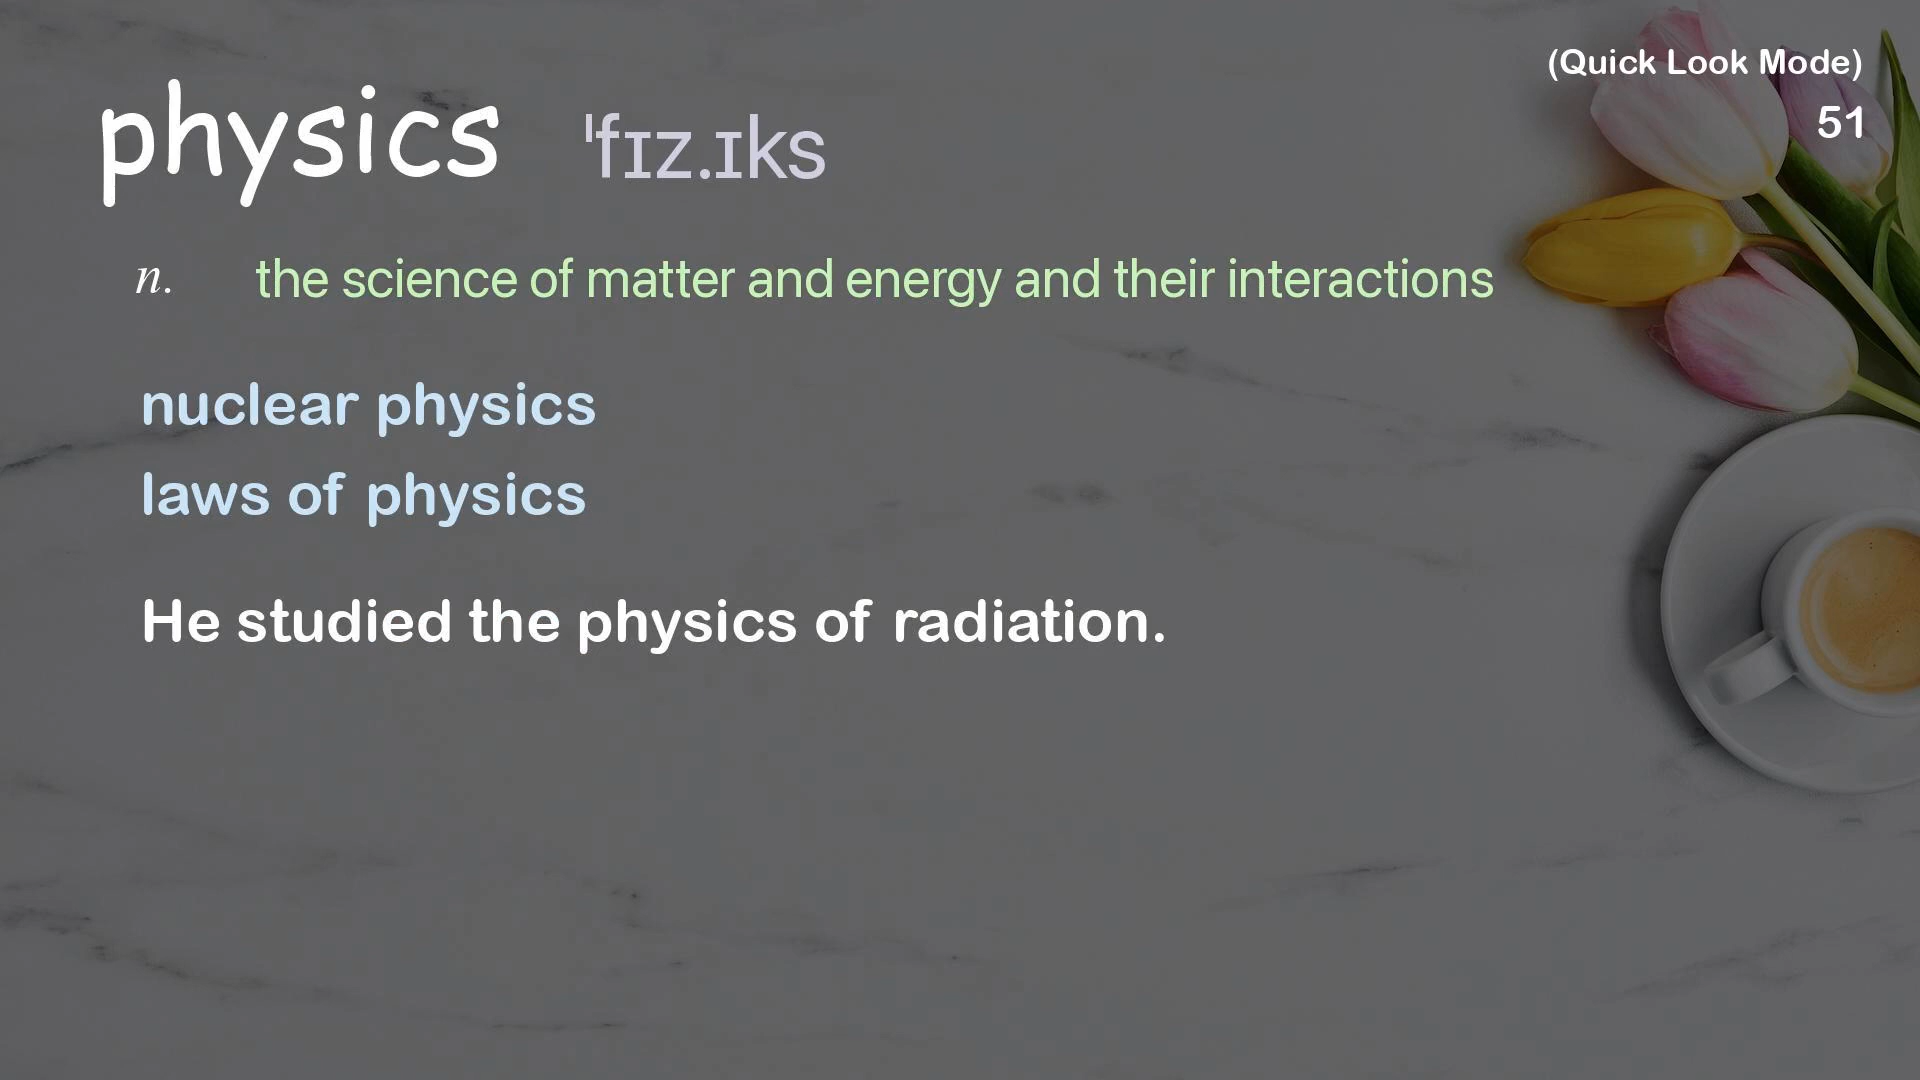 (Quick Look Mode)
51
physics ˈfɪz.ɪks
n. the science of matter and energy and their interactions
nuclear physics
laws of physics
He studied the physics of radiation.